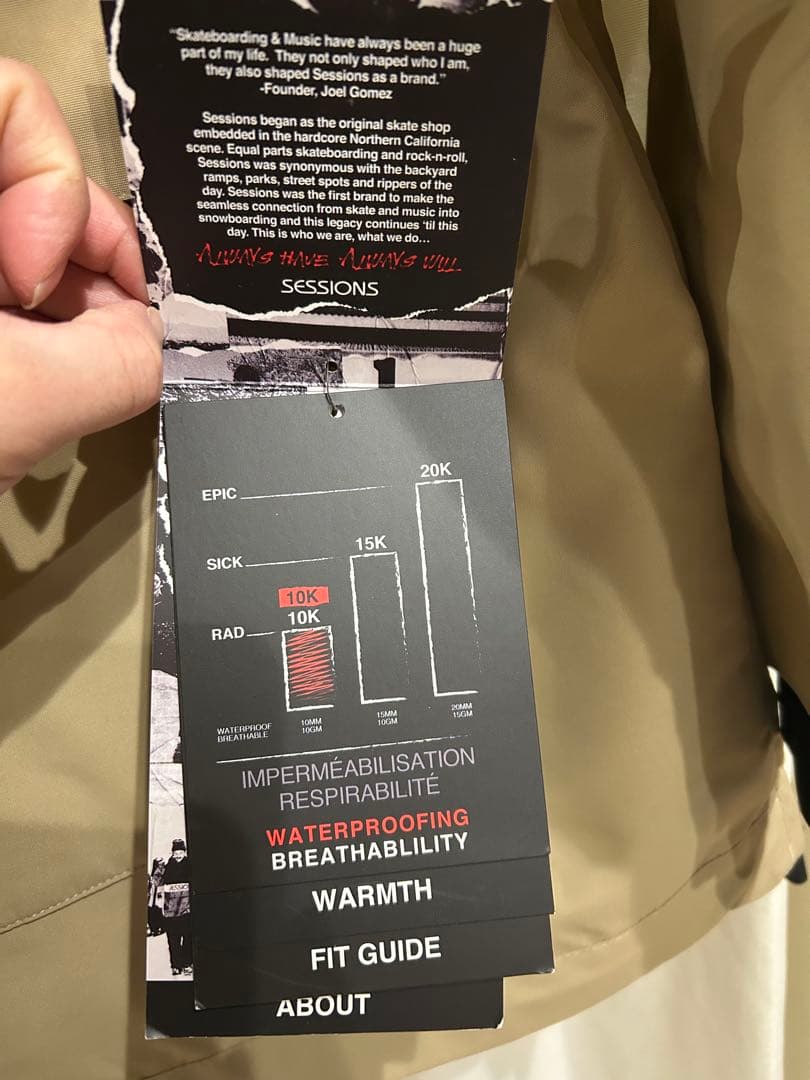 "Skateboarding & Music have always been a huge
part of my life. They not only shaped who I am,
they also shaped Sessions as a brand."
-Founder, Joel Gomez
Sessions began as the original skate shop
embedded in the hardcore Northern California
scene. Equal parts skateboarding and rock-n-roll,
Sessions was synonymous with the backyard
ramps, parks, street spots and rippers of the
day. Sessions was the first brand to make the
seamless connection from skate and music into
snowboarding and this legacy continues 'til this
day. This is who we are, what we do...
ALWAYS HAVE ALWAYS WILL
SESSIONS
1
20K
EPIC
15K
SICK
10K
10K
RAD
WATERPROOF
BREATHABLE
10MM
10GM
15MM
10GM
20MM
15GM
IMPERMÉABILISATION
RESPIRABILITÉ
WATERPROOFING
BREATHABLILITY
WARMTH
FIT GUIDE
ABOUT